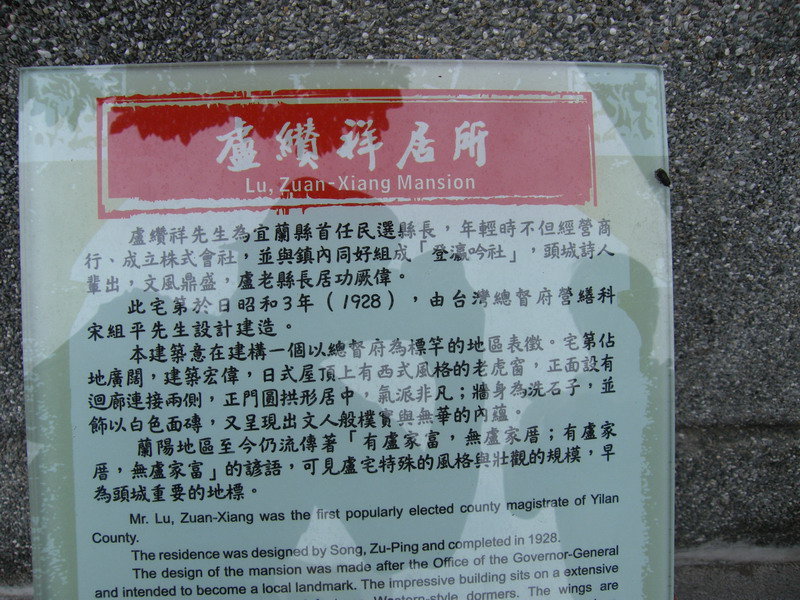 盧纘祥居所
Lu, Zuan-Xiang Mansion
盧纘祥先生為宜蘭縣首任民選縣長，年輕時不但經營商
行、成立株式會社，並與鎮內同好組成「登瀛吟社」，頭城詩人
輩出，文風鼎盛，盧老縣長居功厥偉。
此宅第於日昭和3年（1928），由台灣總督府營繕科
宋組平先生設計建造。
本建築意在建構一個以總督府為標竿的地區表徵。宅第佔
地廣闊，建築宏偉，日式屋頂上有西式風格的老虎窗，正面設有
迴廊連接兩側，正門圓拱形居中　氣派非凡；牆身為洗石子，並
飾以白色面磚，又呈現出文人般樸實與無華的內蘊。
蘭陽地區至今仍流傳著「有盧家富，無盧家厝；有盧家
厝，無盧家富」的諺語，可見盧宅特殊的風格與壯觀的規模，早
為頭城重要的地標。
Mr. Lu, Zuan-Xiang was the first popularly elected county magistrate of Yilan
County.
The residence was designed by Song, Zu-Ping and completed in 1928.
The design of the mansion was made after the Office of the Governor-General
and intended to become a local landmark. The impressive building sits on a extensive
Western-style dormers. The wings are